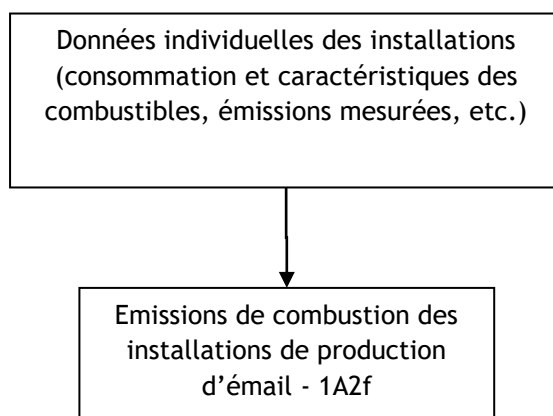 Données individuelles des installations
(consommation et caractéristiques des
combustibles, émissions mesurées, etc.)
Emissions de combustion des
installations de production
d’émail - 1A2f